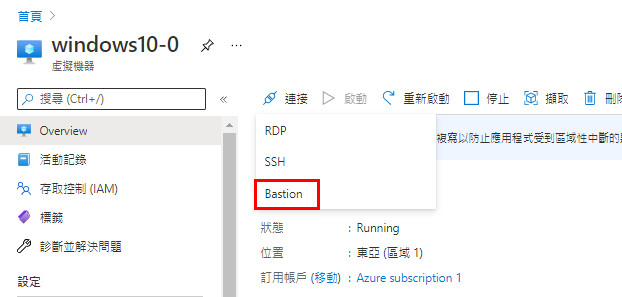 首頁 >
windows10-0
虛擬機器
搜尋 (Ctrl+/)
連接 啟動 重新啟動 停止 擷取 刪除
Overview
活動記錄
存取控制 (IAM)
標籤
診斷並解決問題
設定
RDP
SSH
Bastion
複寫以防止應用程式受到區域性中斷的
狀態 : Running
位置 : 東亞 (區域 1)
訂用帳戶 (移動) : Azure subscription 1